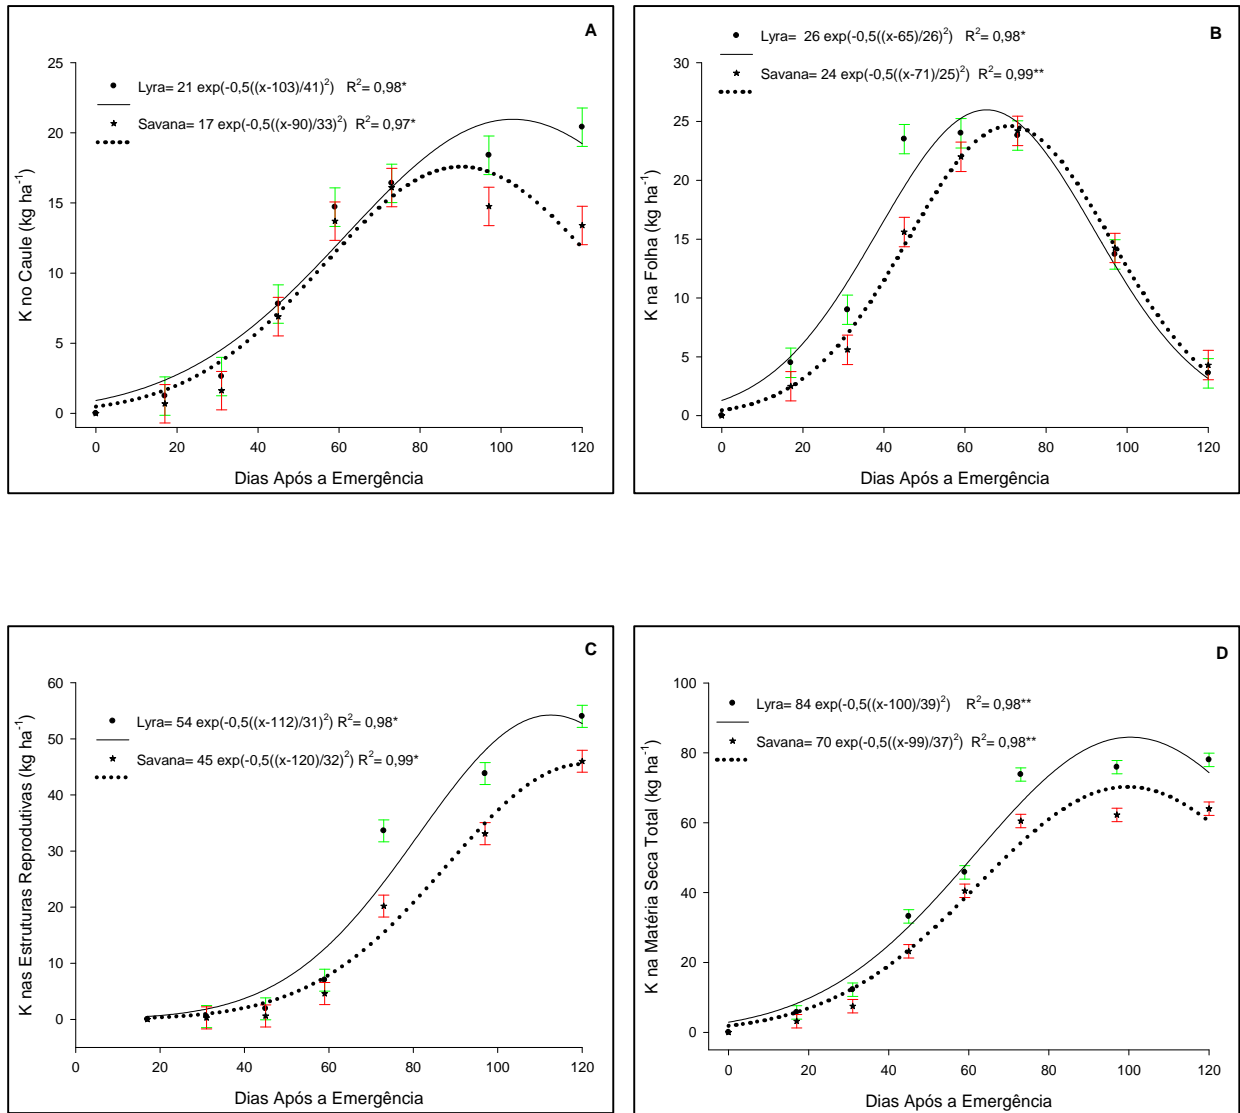 A
Lyra= 21 exp(-0,5((x-103)/41)²) R²= 0,98*
Savana= 17 exp(-0,5((x-90)/33)²) R²= 0,97*
K no Caule (kg ha⁻¹)
25
20
15
10
5
0
0 20 40 60 80 100 120
Dias Após a Emergência
B
Lyra= 26 exp(-0,5((x-65)/26)²) R²= 0,98*
Savana= 24 exp(-0,5((x-71)/25)²) R²= 0,99**
K na Folha (kg ha⁻¹)
30
25
20
15
10
5
0
0 20 40 60 80 100 120
Dias Após a Emergência
C
Lyra= 54 exp(-0,5((x-112)/31)²) R²= 0,98*
Savana= 45 exp(-0,5((x-120)/32)²) R²= 0,99*
K nas Estruturas Reprodutivas (kg ha⁻¹)
60
50
40
30
20
10
0
0 20 40 60 80 100 120
Dias Após a Emergência
D
Lyra= 84 exp(-0,5((x-100)/39)²) R²= 0,98**
Savana= 70 exp(-0,5((x-99)/37)²) R²= 0,98**
K na Matéria Seca Total (kg ha⁻¹)
100
80
60
40
20
0
0 20 40 60 80 100 120
Dias Após a Emergência